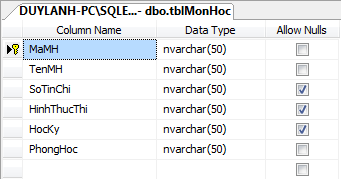 DUYLANH-PC\SQLE...- dbo.tblMonHoc
Column Name Data Type Allow Nulls
MaMH nvarchar(50)
TenMH nvarchar(50)
SoTinChi nvarchar(50)
HinhThucThi nvarchar(50)
HocKy nvarchar(50)
PhongHoc nvarchar(50)